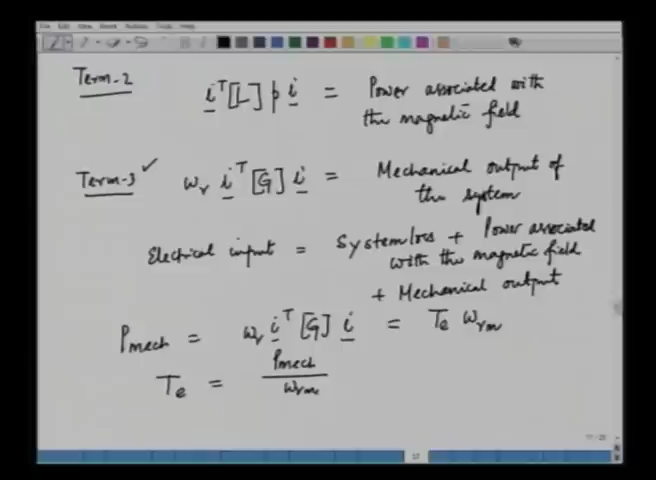 Term-2
i^T [L] p i = Power associated with
the magnetic field
Term-3 ✓ ω_r i^T [G] i = Mechanical output of
the system
Electrical input = System loss + Power associated
with the magnetic field
+ Mechanical output
P_mech = ω_r i^T [G] i = T_e ω_rm
T_e = P_mech / ω_rm
17